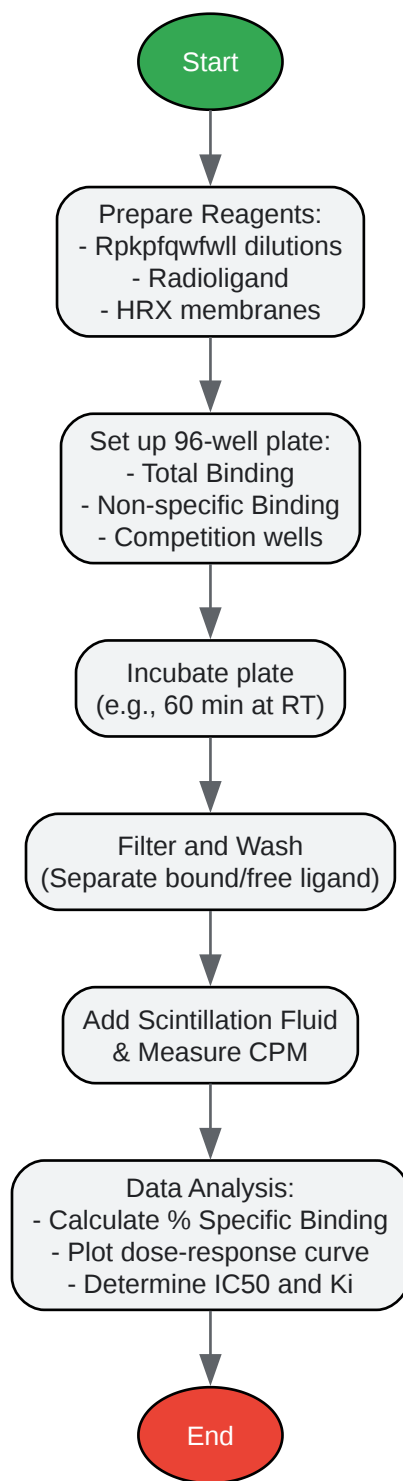 Start
Prepare Reagents:
- Rpkpfqwfwll dilutions
- Radioligand
- HRX membranes
Set up 96-well plate:
- Total Binding
- Non-specific Binding
- Competition wells
Incubate plate
(e.g., 60 min at RT)
Filter and Wash
(Separate bound/free ligand)
Add Scintillation Fluid
& Measure CPM
Data Analysis:
- Calculate % Specific Binding
- Plot dose-response curve
- Determine IC50 and Ki
End